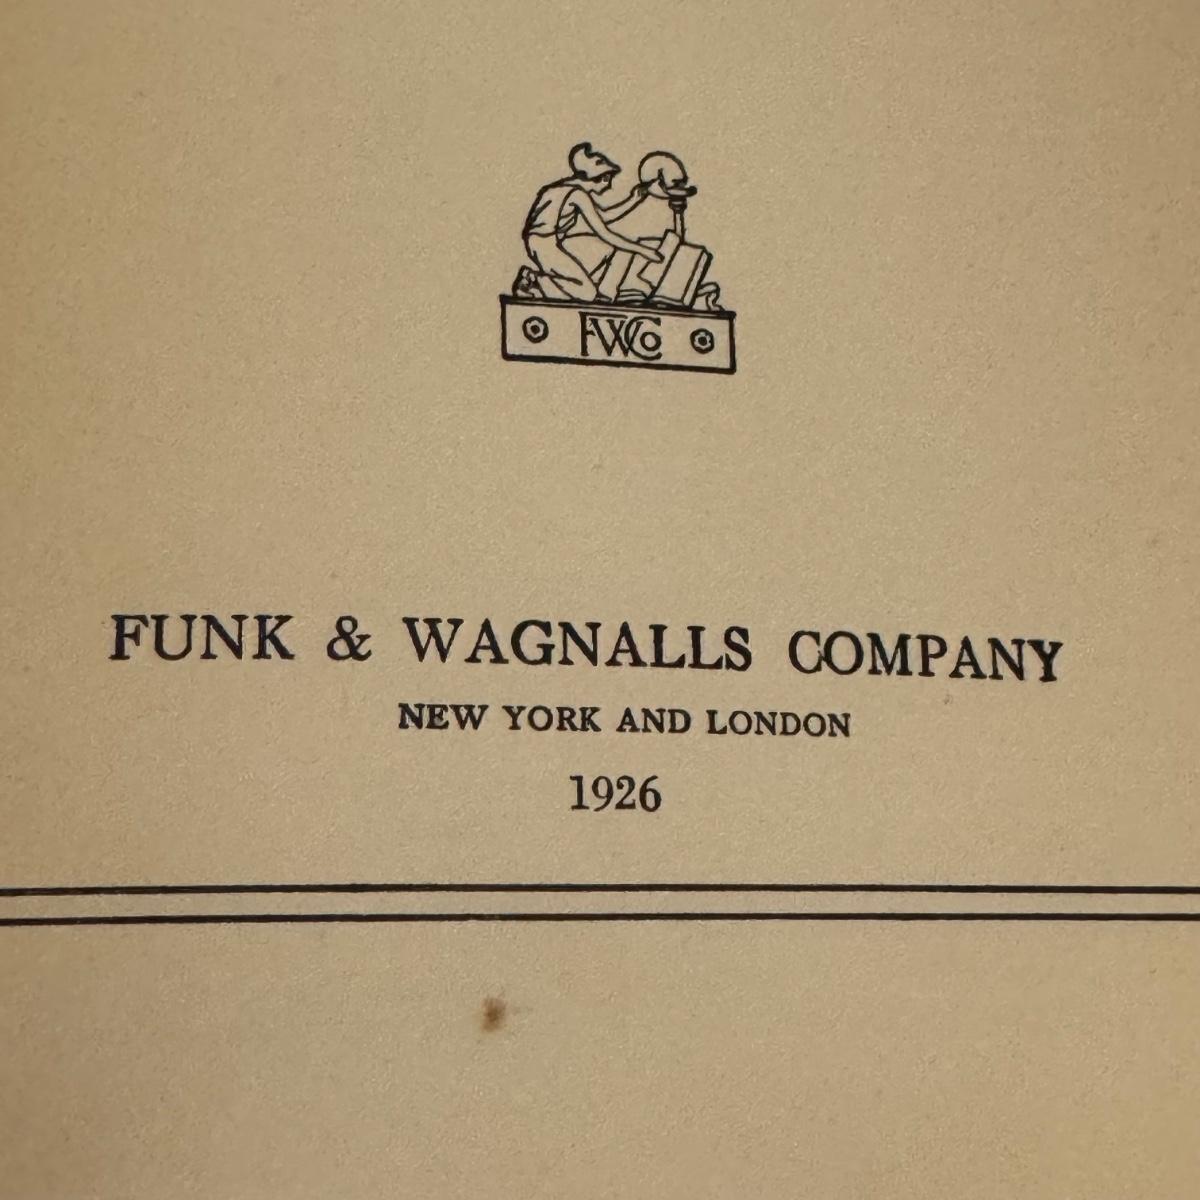 FWCo
FUNK & WAGNALLS COMPANY
NEW YORK AND LONDON
1926